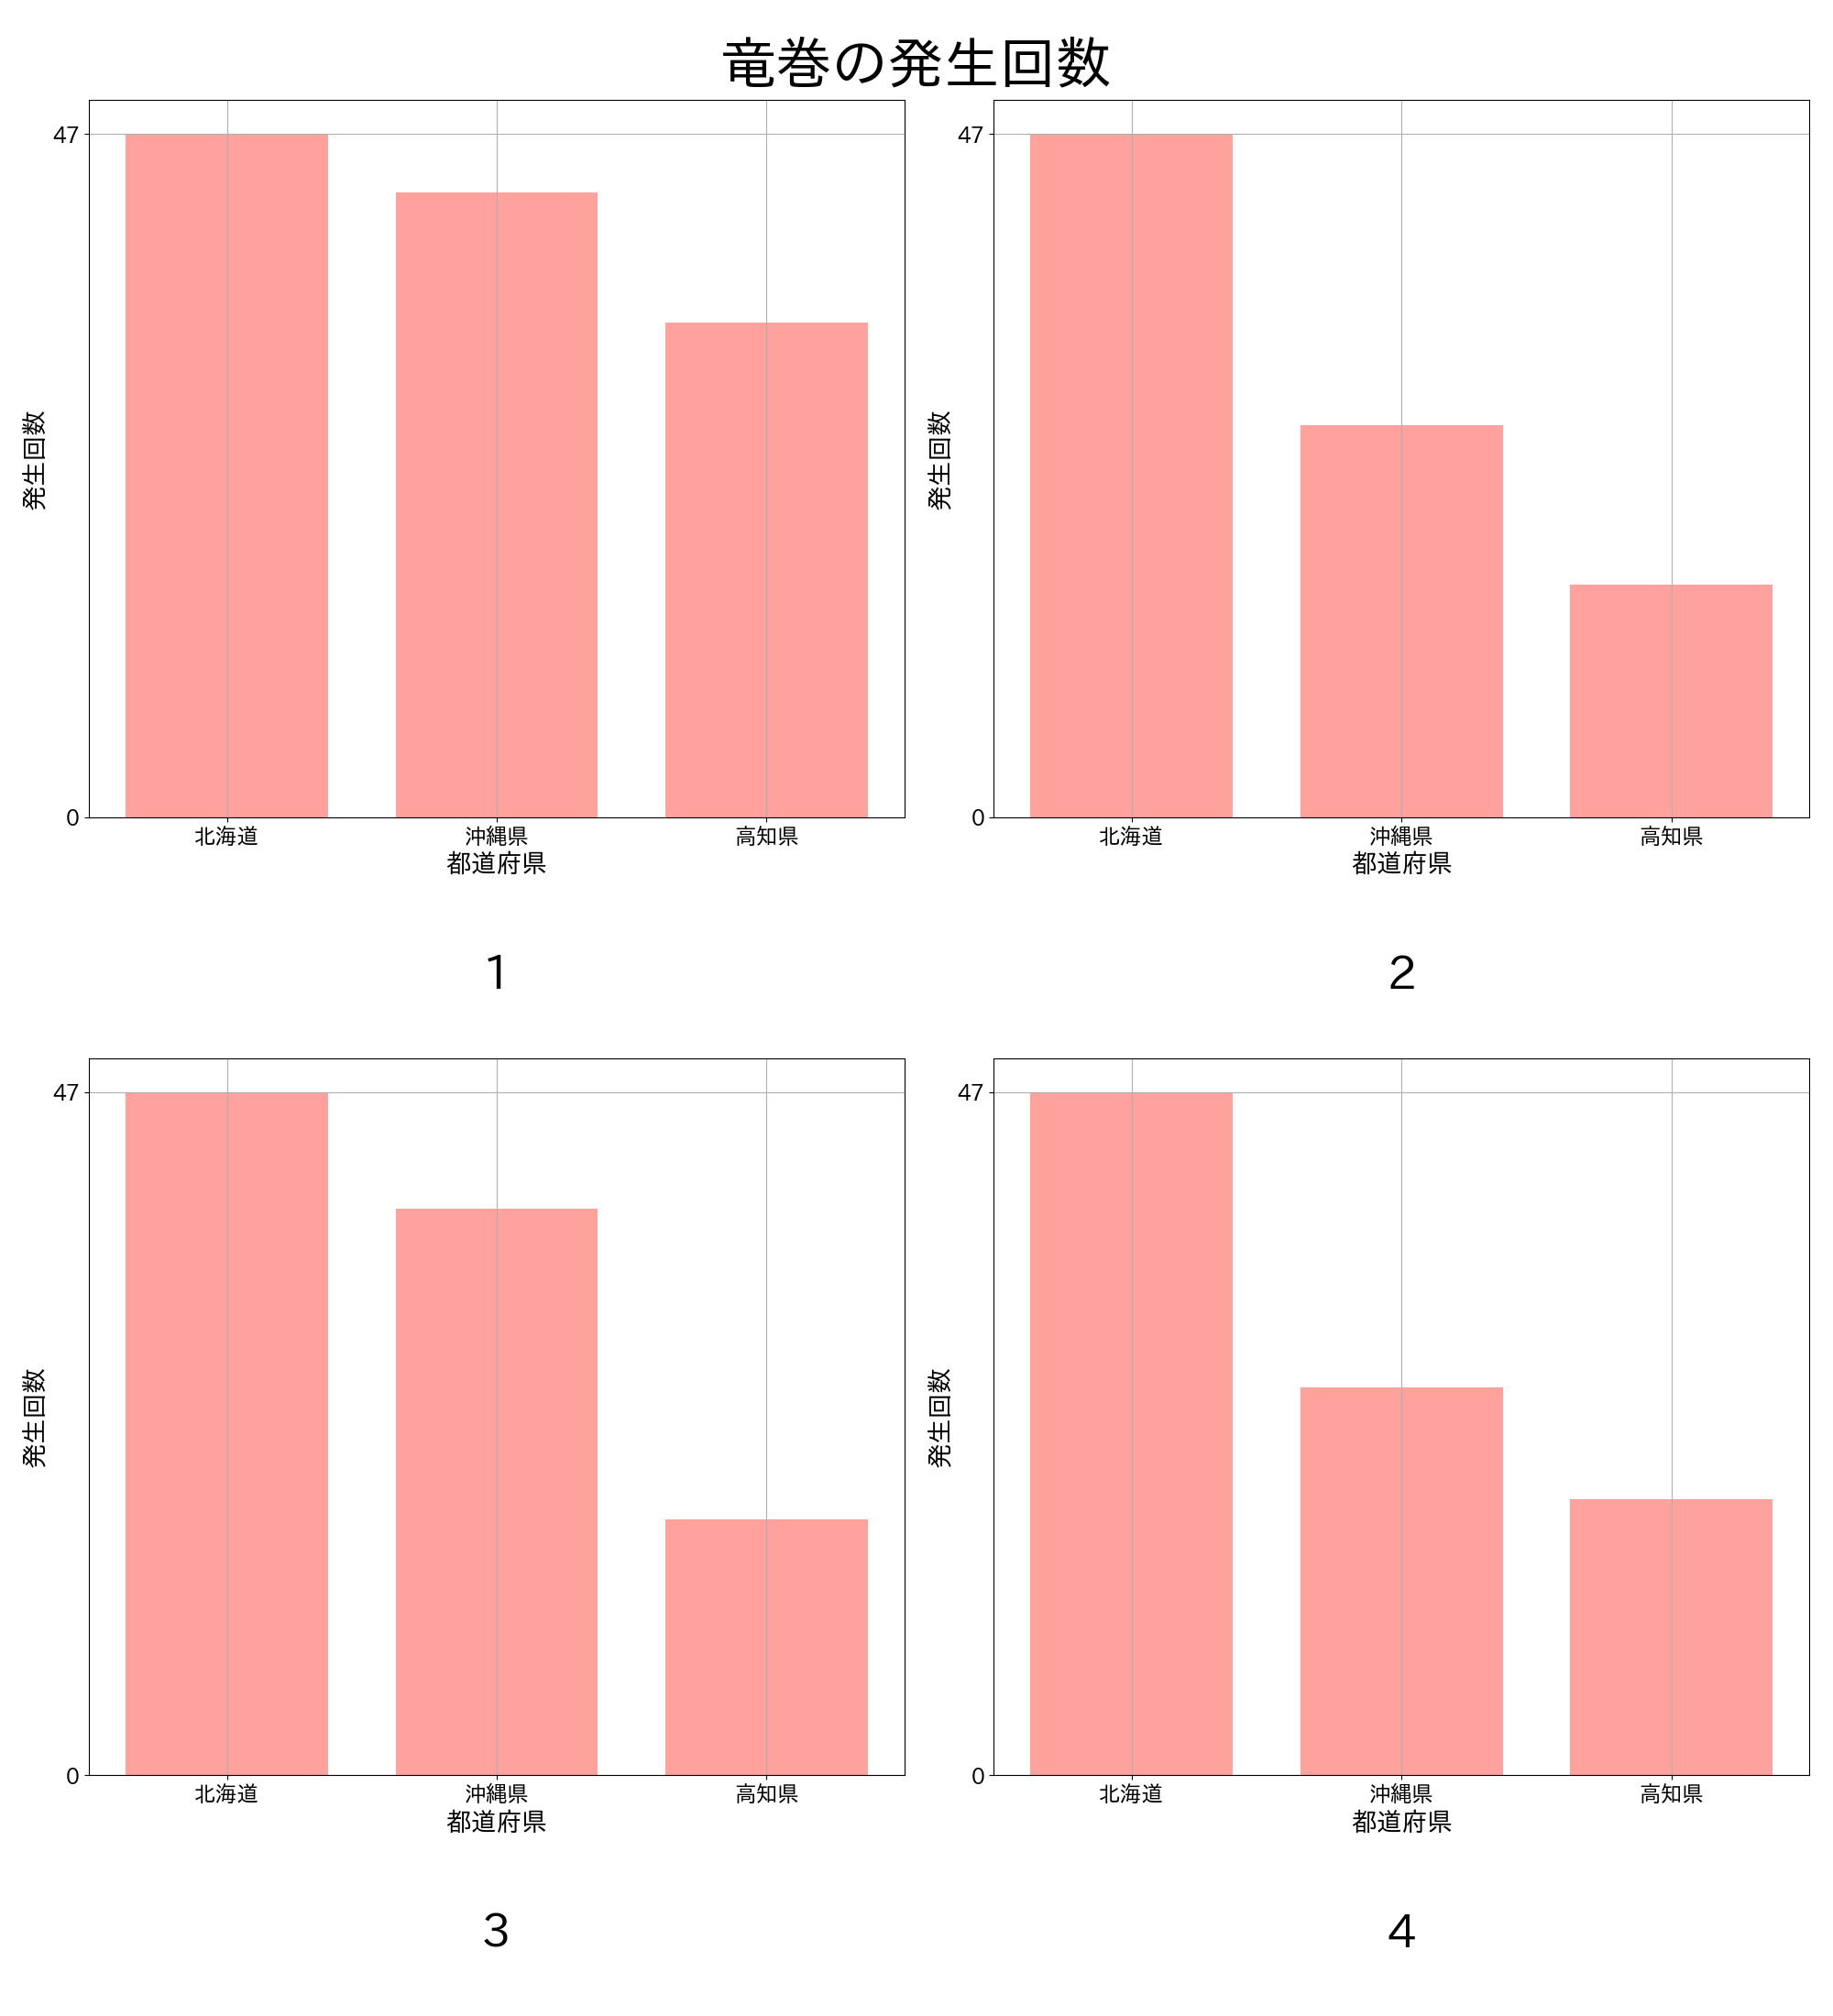 竜巻の発生回数
47
発生回数
0
北海道 沖縄県 高知県
都道府県
1
47
発生回数
0
北海道 沖縄県 高知県
都道府県
2
47
発生回数
0
北海道 沖縄県 高知県
都道府県
3
47
発生回数
0
北海道 沖縄県 高知県
都道府県
4